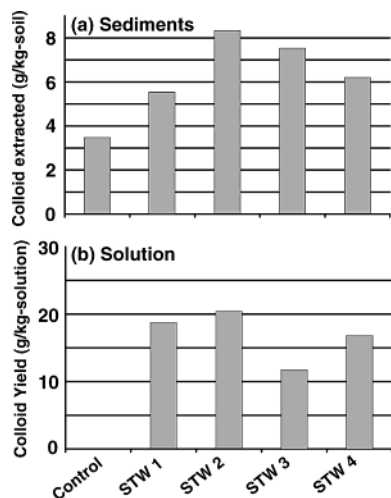 (a) Sediments
Colloid extracted (g/kg-soil)
8
6
4
2
0
(b) Solution
Colloid Yield (g/kg-solution)
30
20
10
0
Control
STW 1
STW 2
STW 3
STW 4